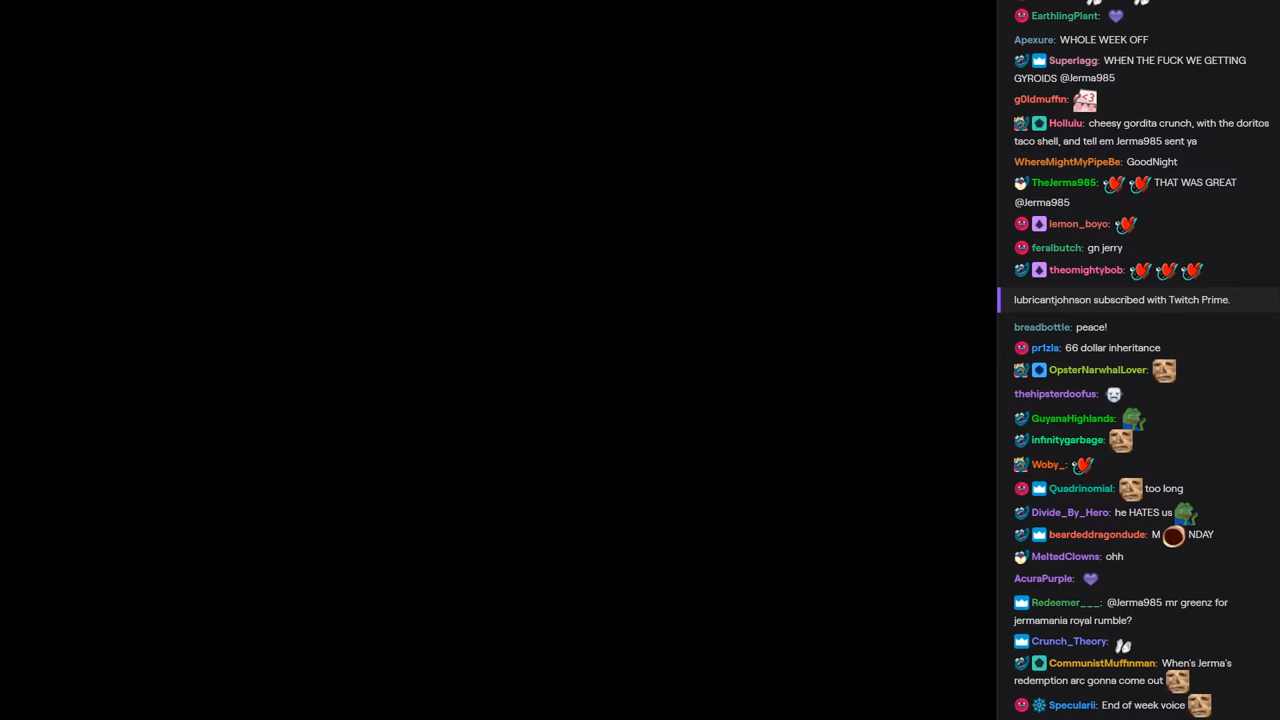 EarthlingPlant:
Apexure: WHOLE WEEK OFF
Superlagg: WHEN THE FUCK WE GETTING
GYROIDS @Jerma985
g0ldmuffin: <3
Hollulu: cheesy gordita crunch, with the doritos
taco shell, and tell em Jerma985 sent ya
WhereMightMyPipeBe: GoodNight
TheJerma985: THAT WAS GREAT
@Jerma985
lemon_boyo:
feralbutch: gn jerry
theomightybob:
lubricantjohnson subscribed with Twitch Prime.
breadbottle: peace!
pr1zla: 66 dollar inheritance
OpsterNarwhalLover:
thehipsterdoofus:
GuyanaHighlands:
infinitygarbage:
Woby_:
Quadrinomial: too long
Divide_By_Hero: he HATES us
beardeddragondude: M NDAY
MeltedClowns: ohh
AcuraPurple:
Redeemer___: @Jerma985 mr greenz for
jermamania royal rumble?
Crunch_Theory:
CommunistMuffinman: When's Jerma's
redemption arc gonna come out
Specularii: End of week voice